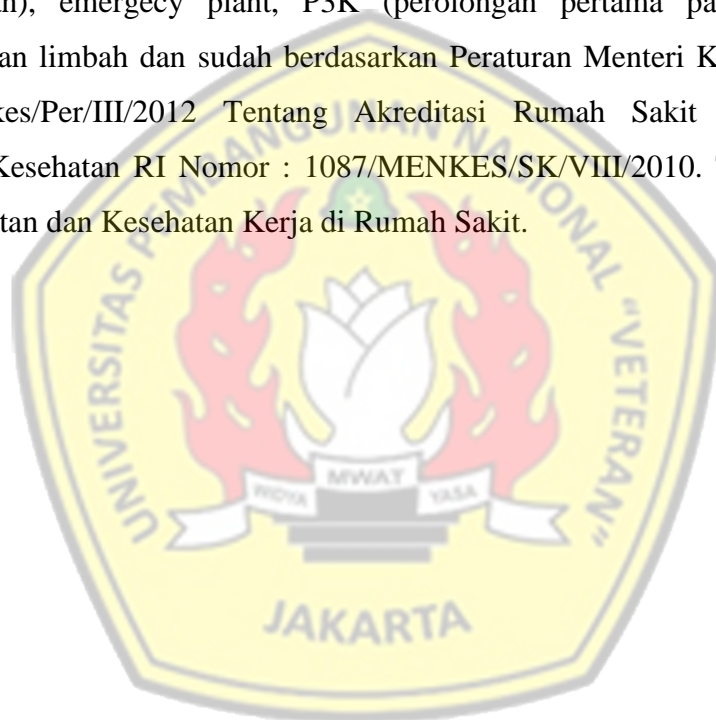 emergecy plant, P3K (perolongan pertama pa
an limbah dan sudah berdasarkan Peraturan Menteri K
kes/Per/III/2012 Tentang Akreditasi Rumah Sakit
Kesehatan RI Nomor : 1087/MENKES/SK/VIII/2010.
tan dan Kesehatan Kerja di Rumah Sakit.
UNIVERSITAS PEMBANGUNAN NASIONAL "VETERAN"
WIDYA MWAT YASA
JAKARTA